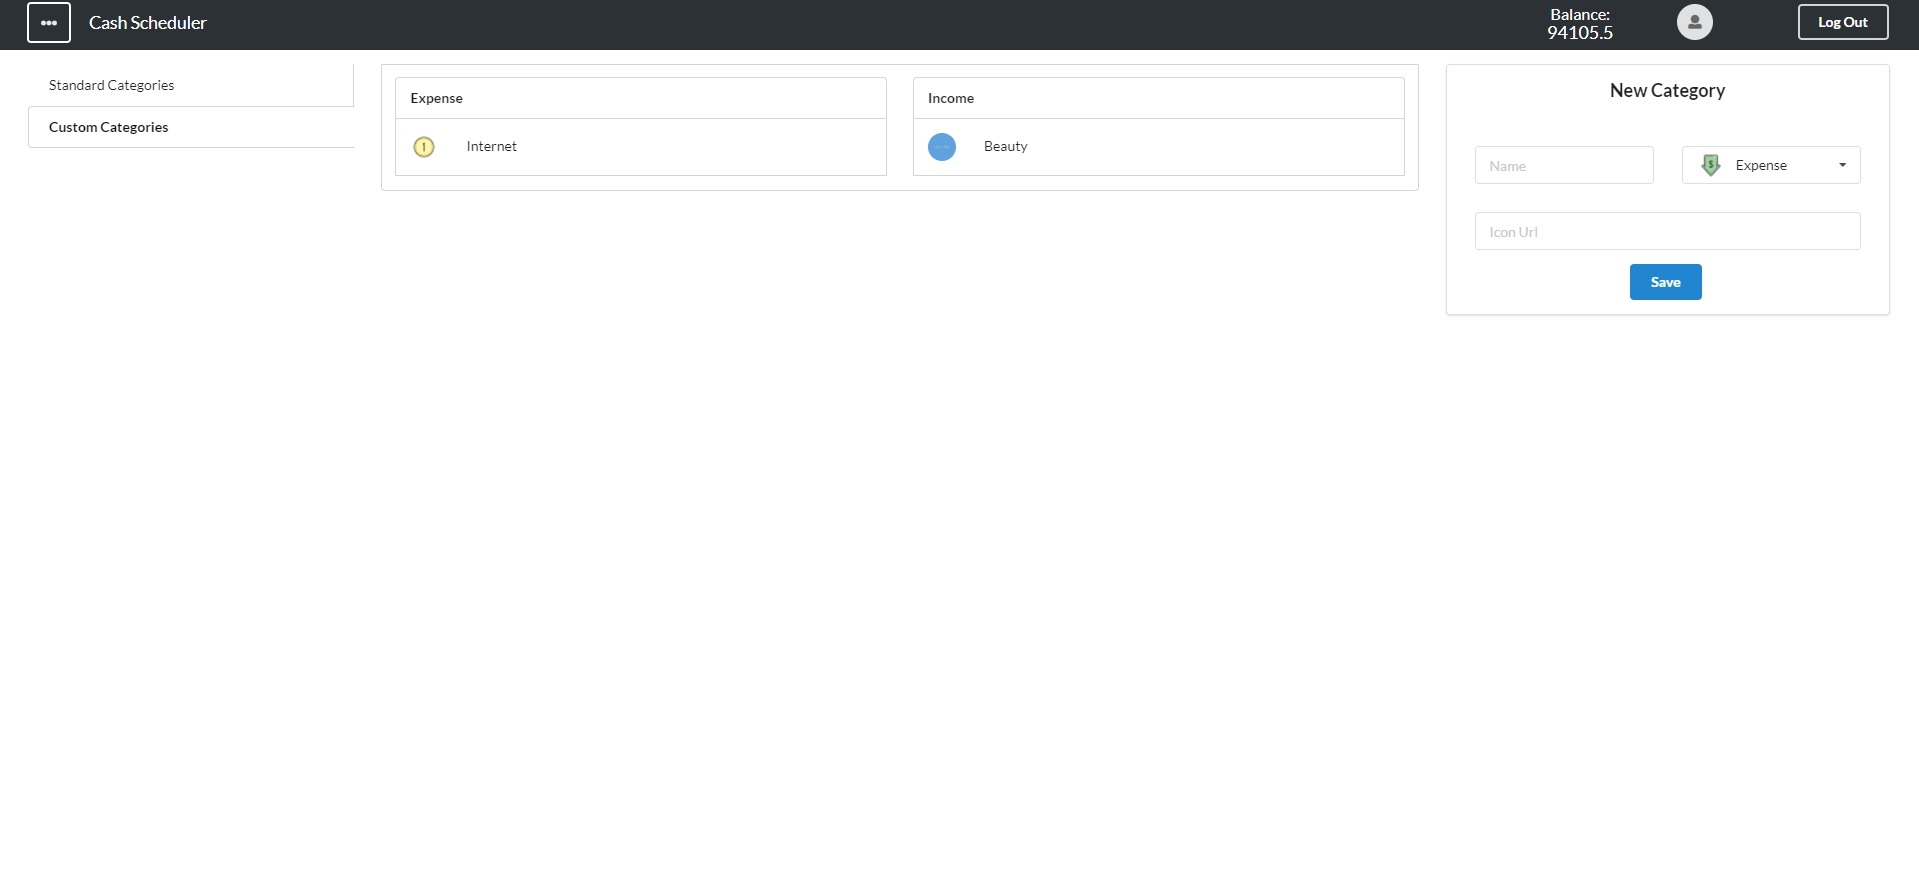 Cash Scheduler
Balance:
94105.5
Log Out
Standard Categories
Custom Categories
Expense
1
Internet
Income
Beauty
New Category
Name
$
Expense
Icon Url
Save